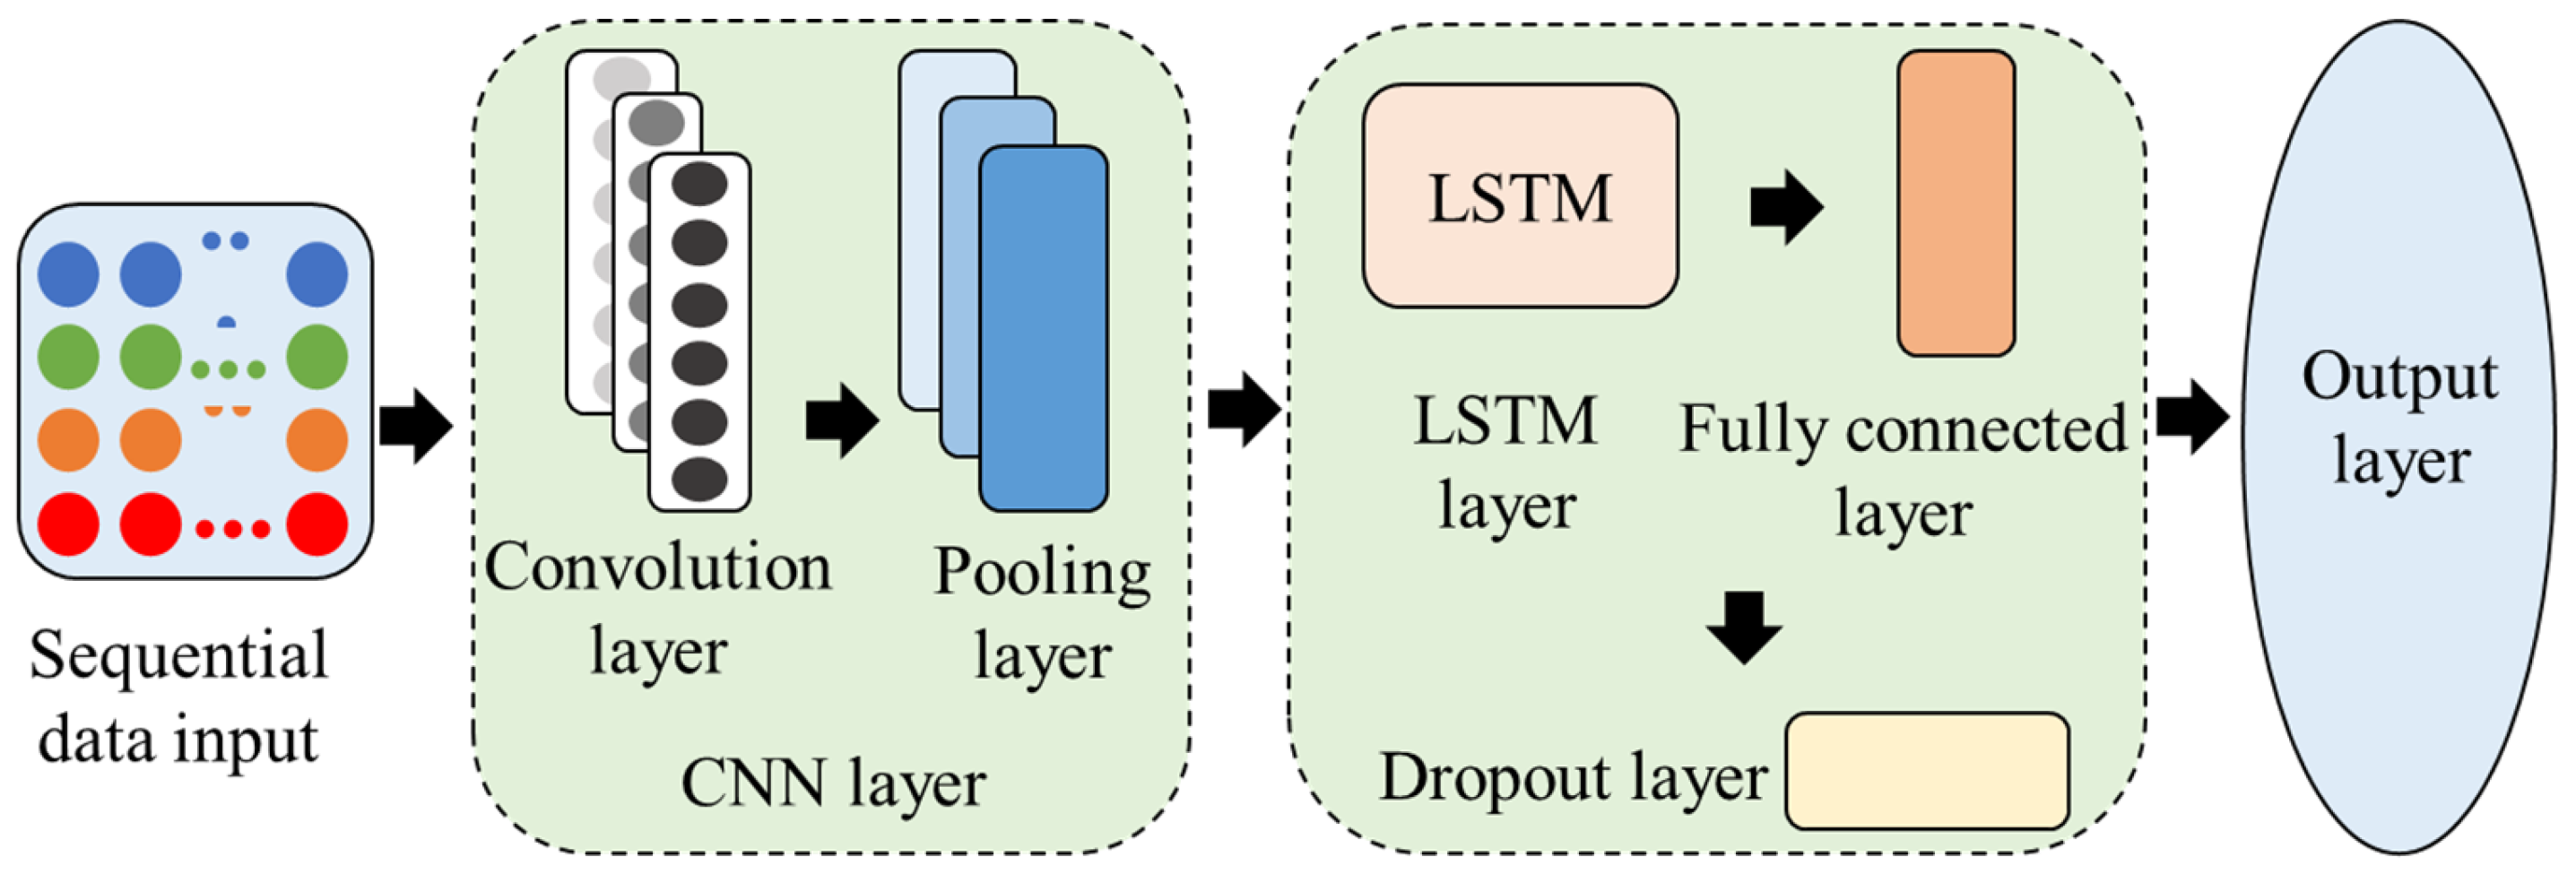 Sequential
data input
Convolution
layer
Pooling
layer
CNN layer
LSTM
LSTM
layer
Fully connected
layer
Dropout layer
Output
layer